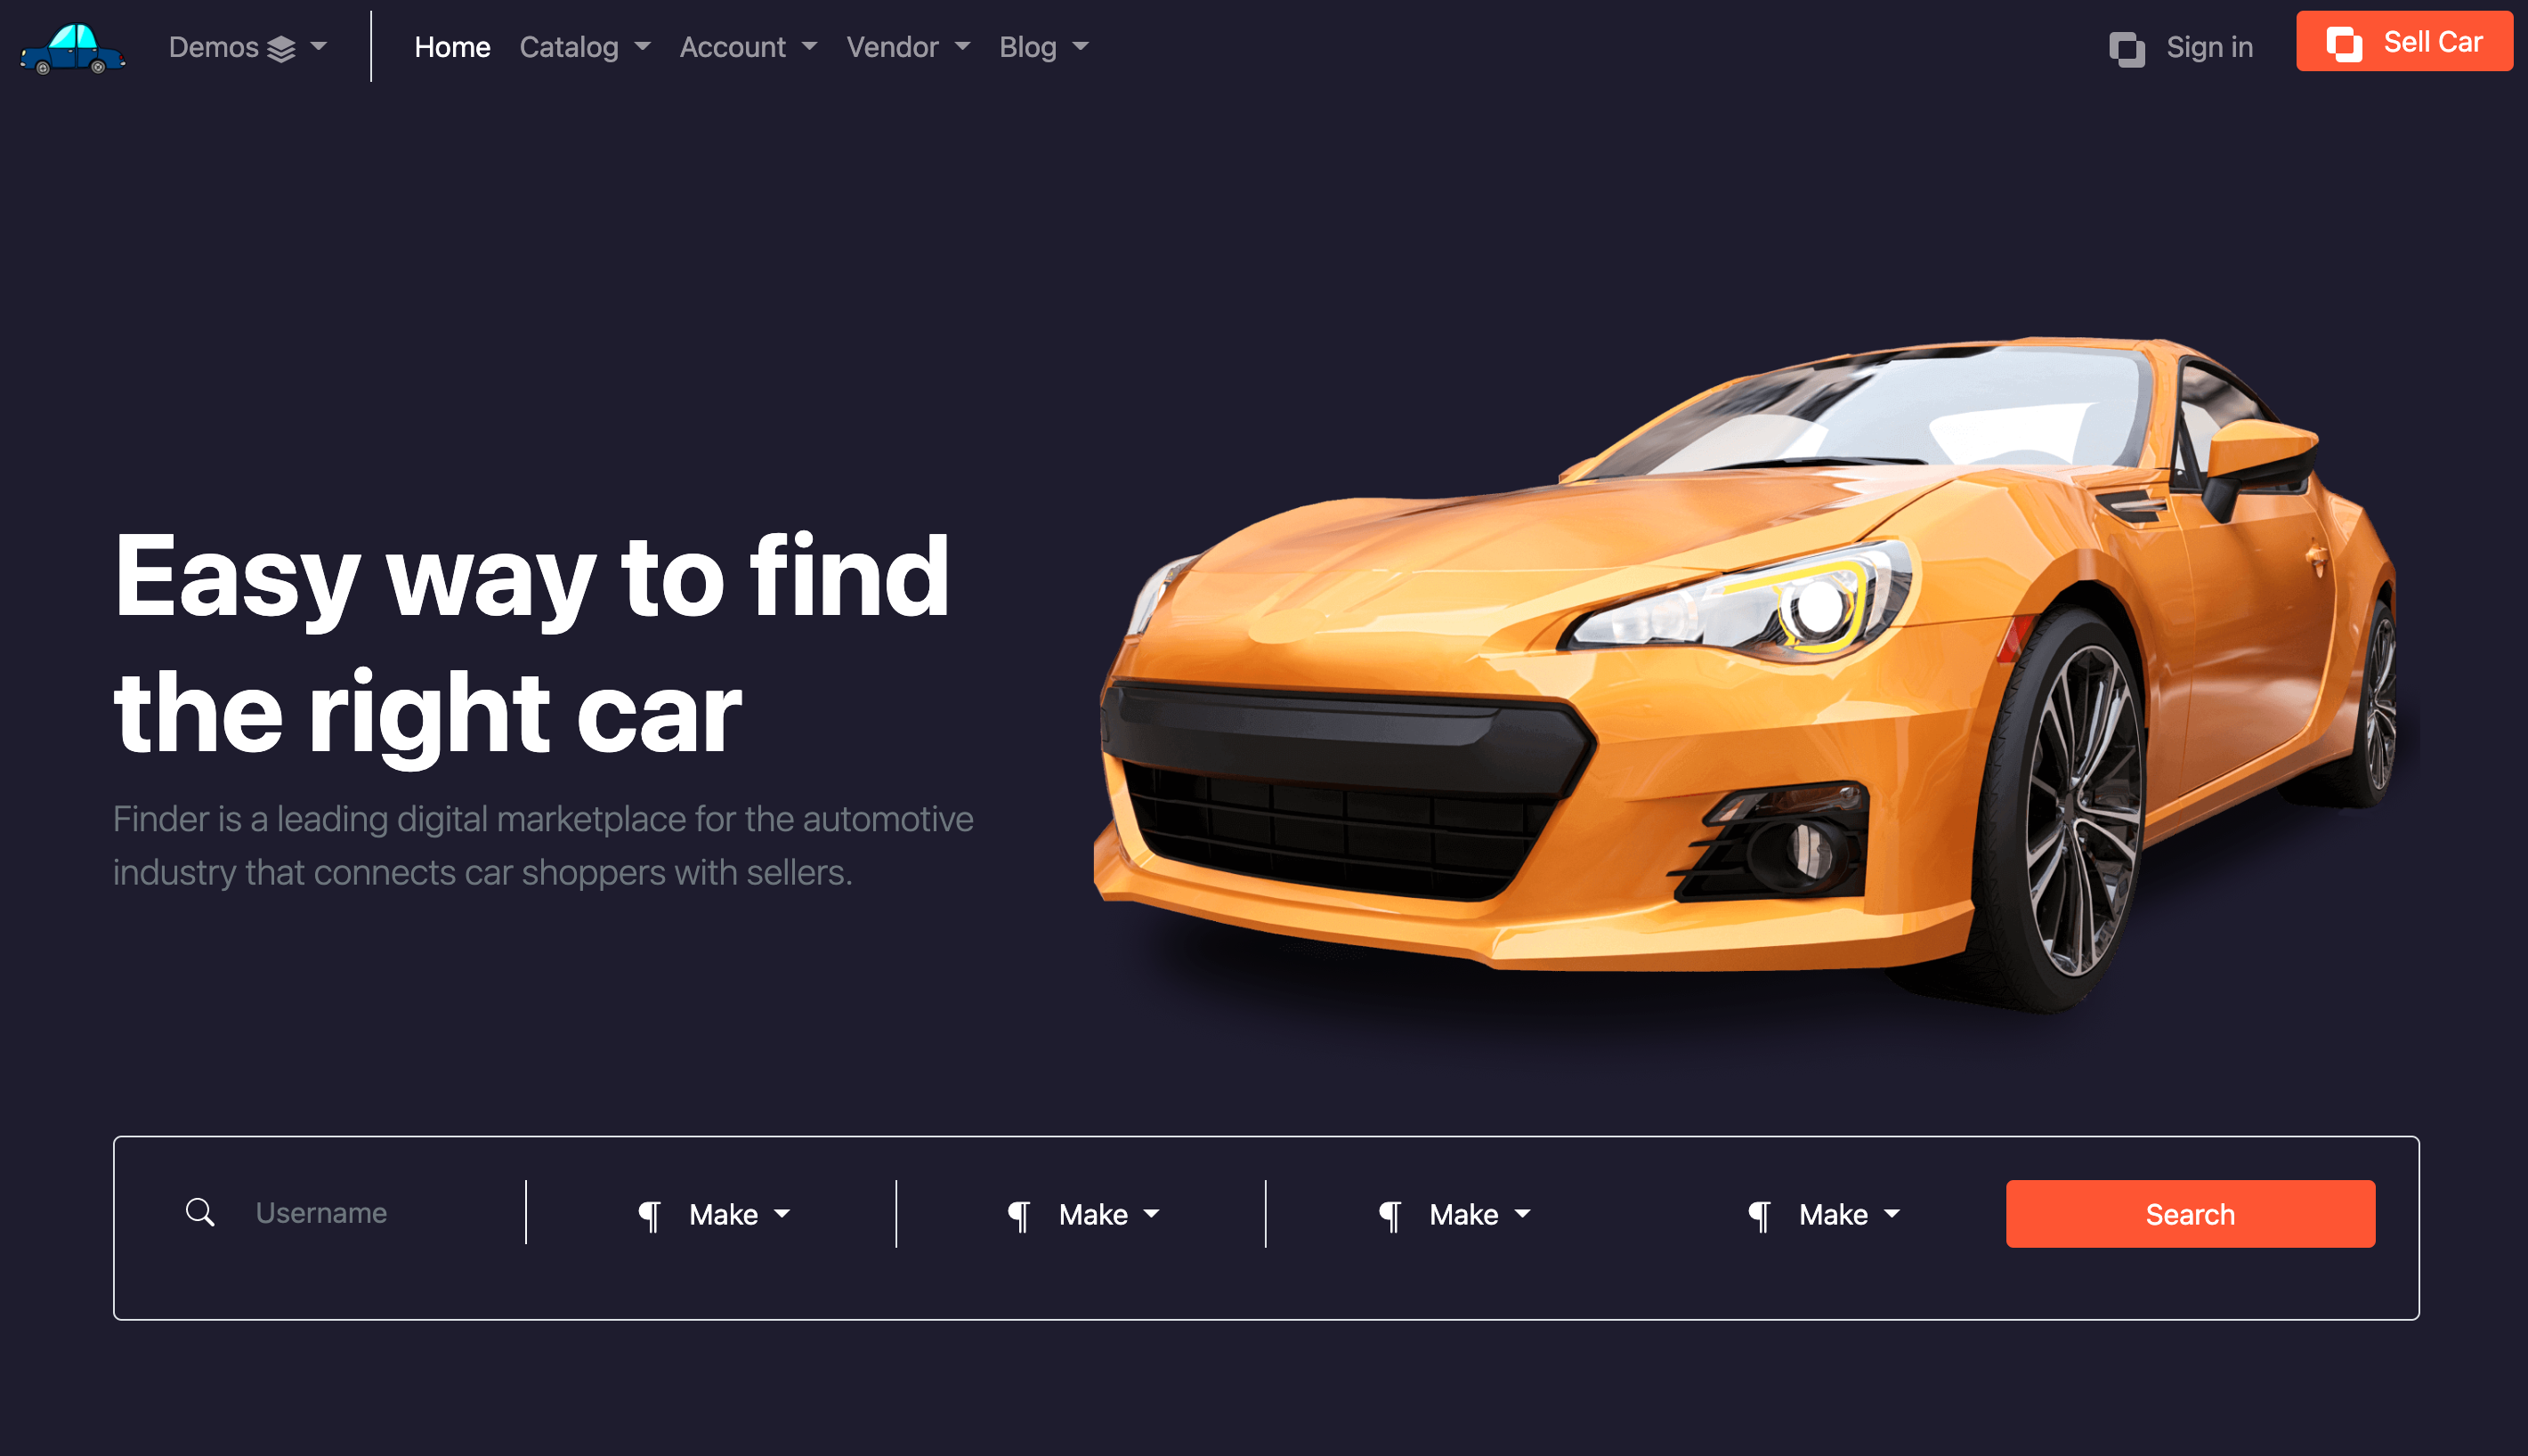 Demos
Home Catalog Account Vendor Blog
Sign in
Sell Car
Easy way to find
the right car
Finder is a leading digital marketplace for the automotive
industry that connects car shoppers with sellers.
Username
¶ Make
¶ Make
¶ Make
¶ Make
Search